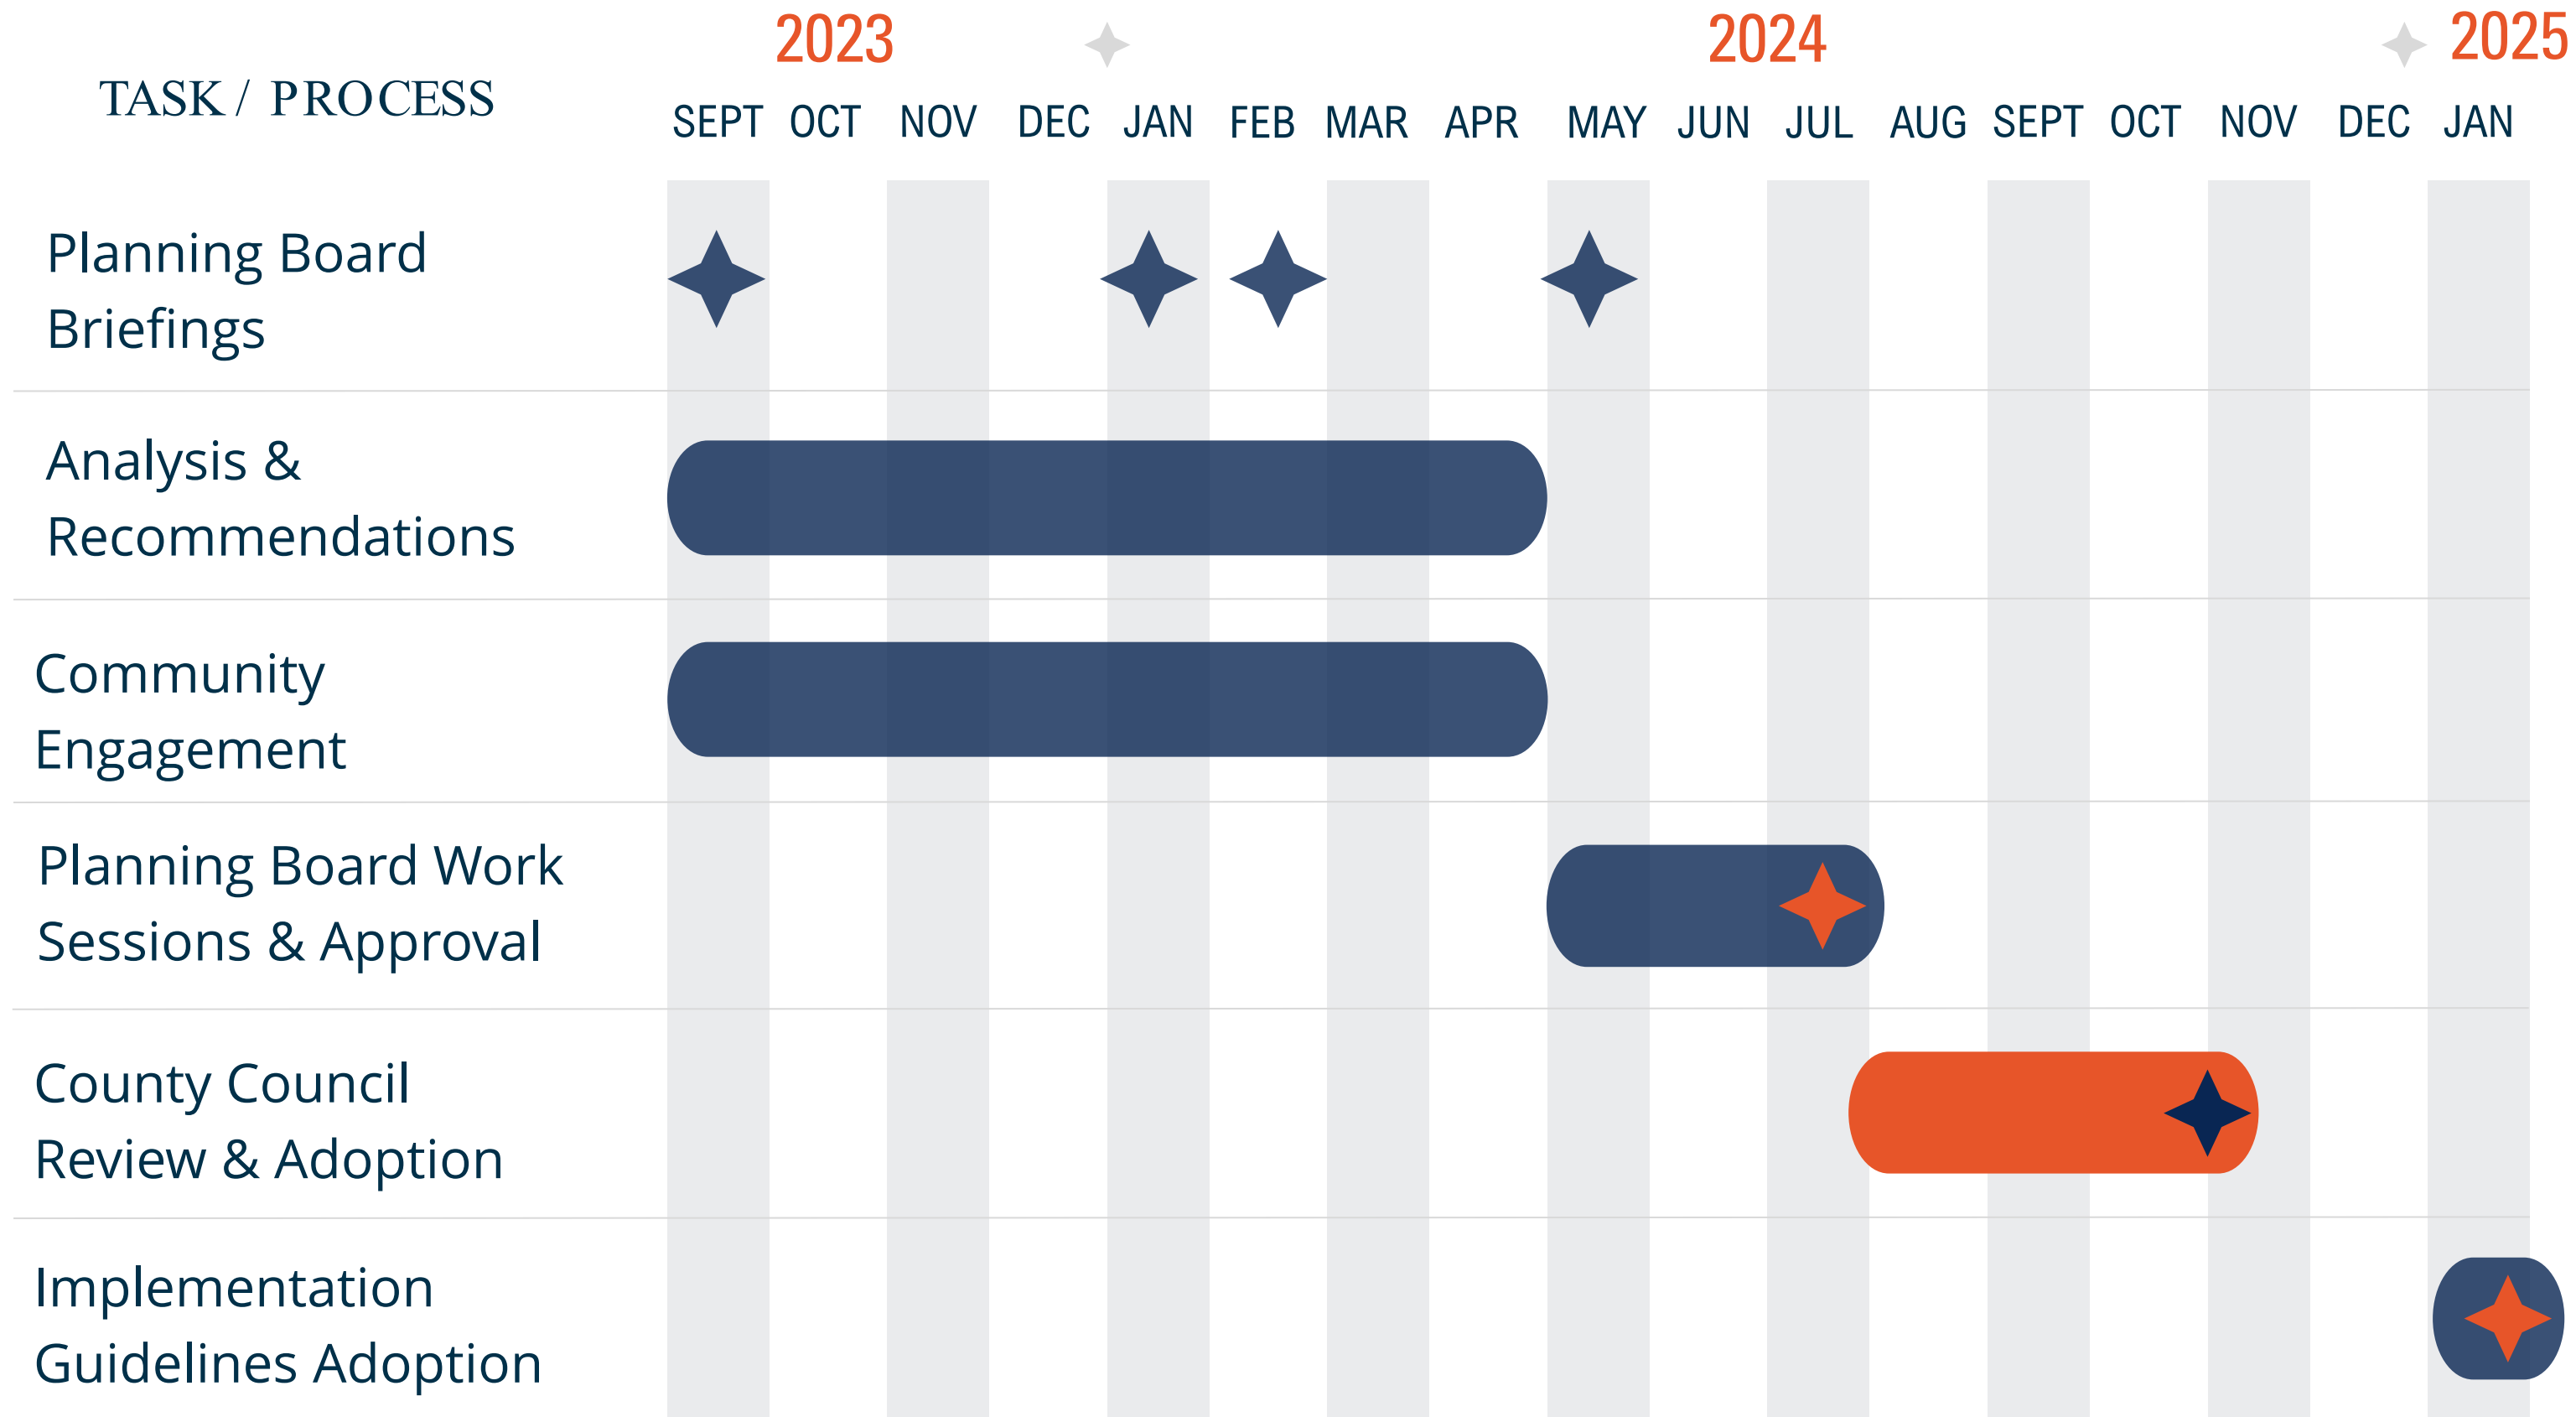 2023 2024 2025
TASK / PROCESS
SEPT OCT NOV DEC JAN FEB MAR APR MAY JUN JUL AUG SEPT OCT NOV DEC JAN
Planning Board
Briefings
Analysis &
Recommendations
Community
Engagement
Planning Board Work
Sessions & Approval
County Council
Review & Adoption
Implementation
Guidelines Adoption